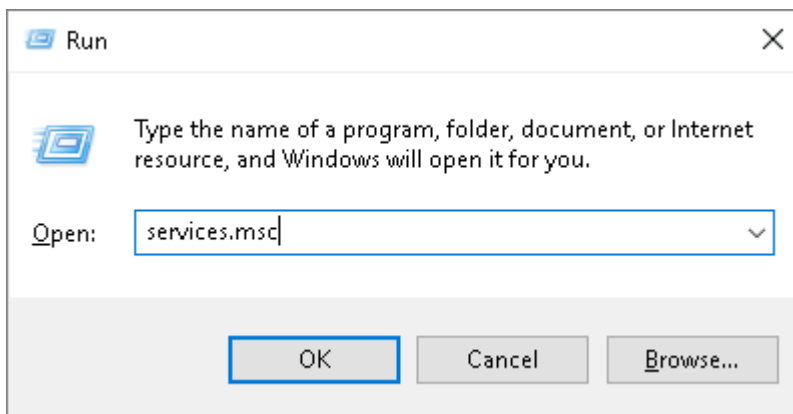 Run
Type the name of a program, folder, document, or Internet
resource, and Windows will open it for you.
Open: services.msc
OK Cancel Browse...